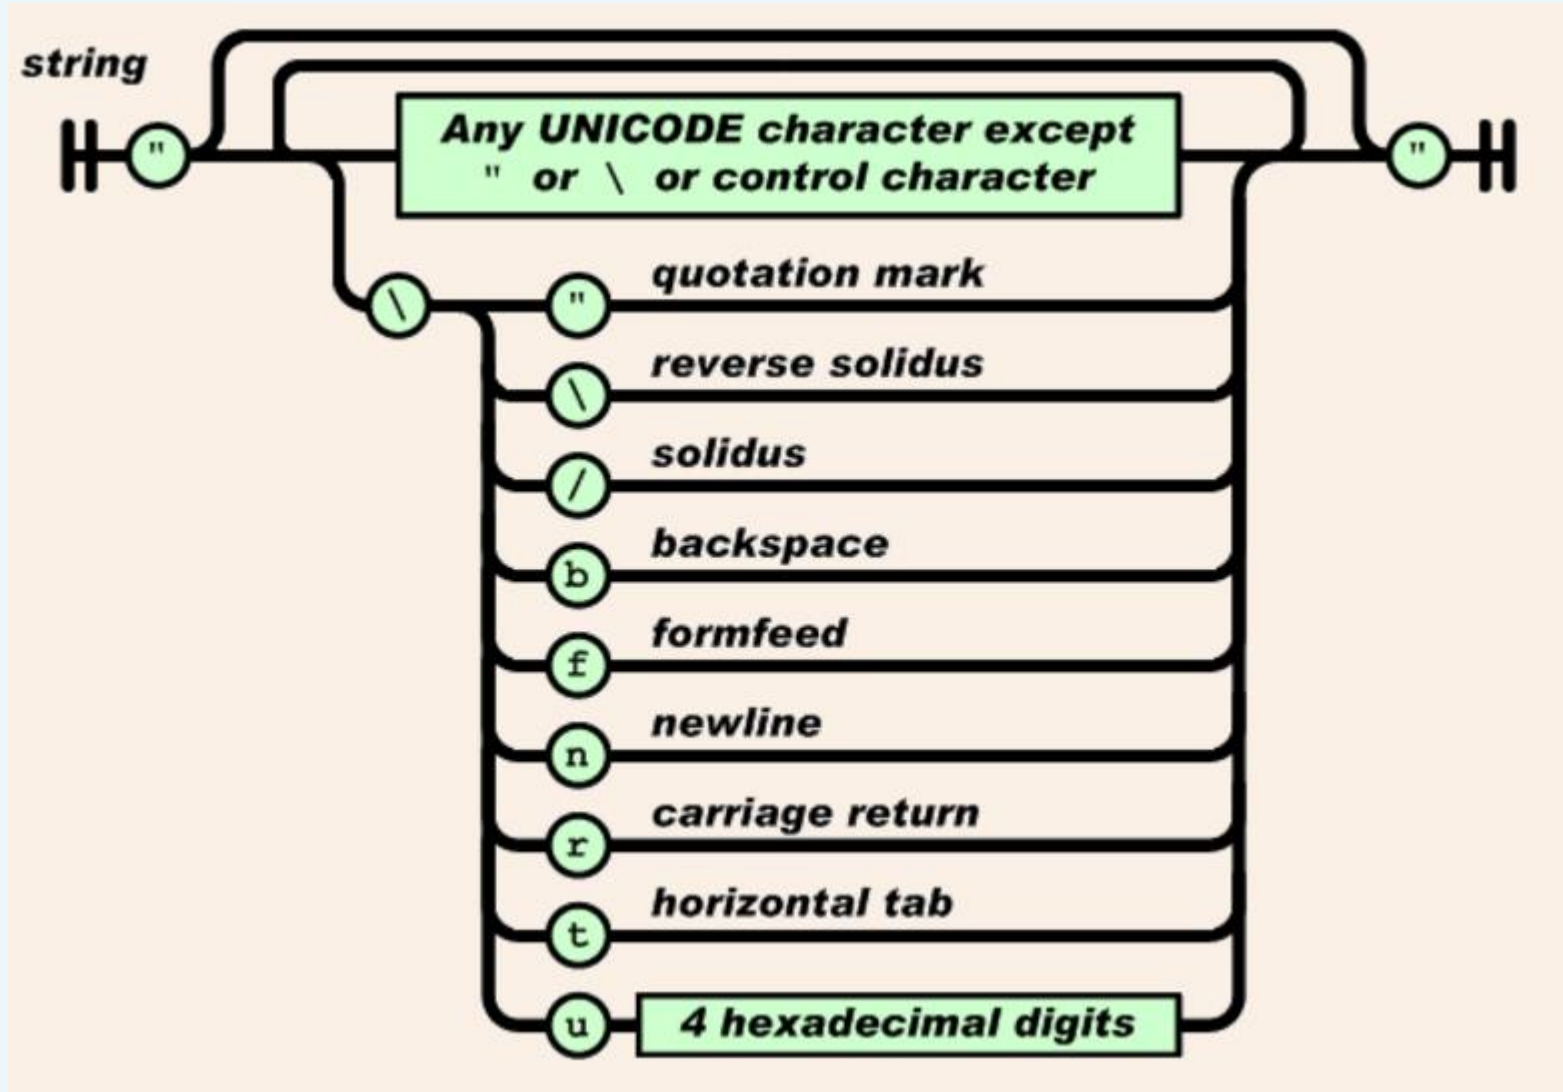 string
"
Any UNICODE character except
" or \ or control character
"
\
" quotation mark
\ reverse solidus
/ solidus
b backspace
f formfeed
n newline
r carriage return
t horizontal tab
u 4 hexadecimal digits